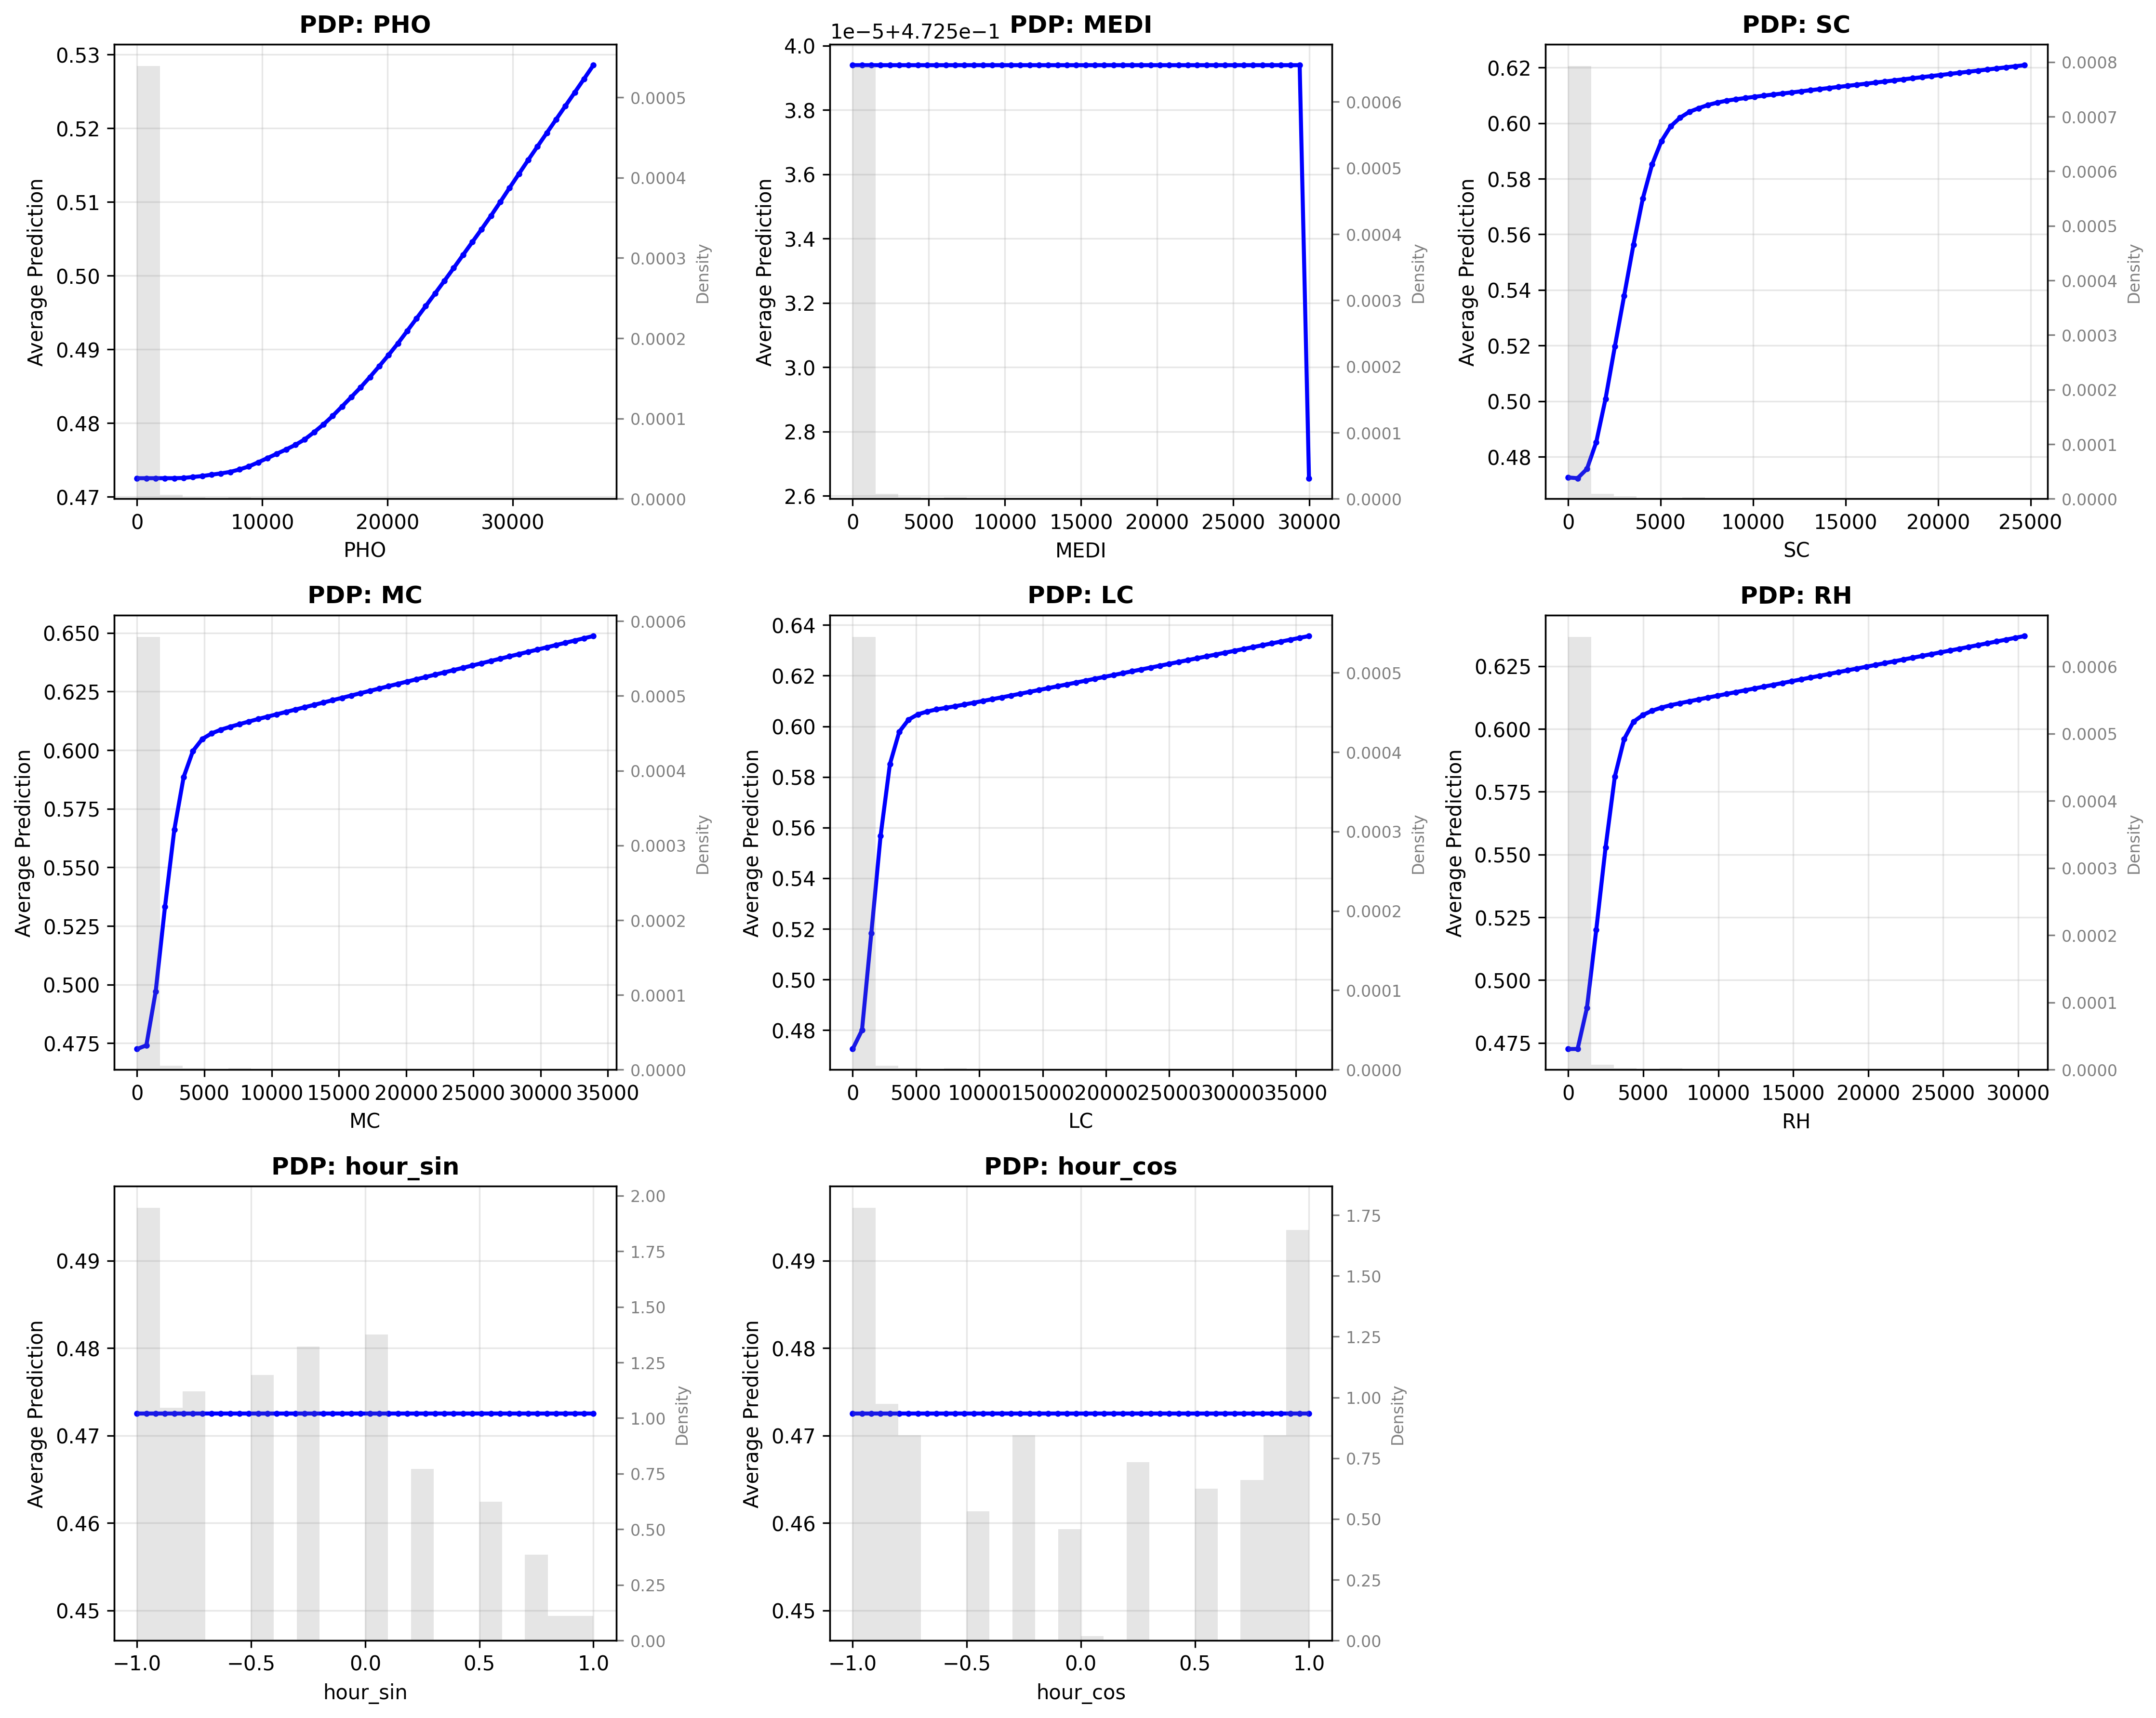 PDP: PHO
0.53
0.52
0.51
0.50
0.49
0.48
0.47
Average Prediction
0.0005
0.0004
0.0003
0.0002
0.0001
0.0000
Density
0 10000 20000 30000
PHO
1e-5+4.725e-1
PDP: MEDI
4.0
3.8
3.6
3.4
3.2
3.0
2.8
2.6
Average Prediction
0.0006
0.0005
0.0004
0.0003
0.0002
0.0001
0.0000
Density
0 5000 10000 15000 20000 25000 30000
MEDI
PDP: SC
0.62
0.60
0.58
0.56
0.54
0.52
0.50
0.48
Average Prediction
0.0008
0.0007
0.0006
0.0005
0.0004
0.0003
0.0002
0.0001
0.0000
Density
0 5000 10000 15000 20000 25000
SC
PDP: MC
0.650
0.625
0.600
0.575
0.550
0.525
0.500
0.475
Average Prediction
0.0006
0.0005
0.0004
0.0003
0.0002
0.0001
0.0000
Density
0 5000 10000 15000 20000 25000 30000 35000
MC
PDP: LC
0.64
0.62
0.60
0.58
0.56
0.54
0.52
0.50
0.48
Average Prediction
0.0005
0.0004
0.0003
0.0002
0.0001
0.0000
Density
0 5000 10000 15000 20000 25000 30000 35000
LC
PDP: RH
0.625
0.600
0.575
0.550
0.525
0.500
0.475
Average Prediction
0.0006
0.0005
0.0004
0.0003
0.0002
0.0001
0.0000
Density
0 5000 10000 15000 20000 25000 30000
RH
PDP: hour_sin
0.49
0.48
0.47
0.46
0.45
Average Prediction
2.00
1.75
1.50
1.25
1.00
0.75
0.50
0.25
0.00
Density
−1.0 −0.5 0.0 0.5 1.0
hour_sin
PDP: hour_cos
0.49
0.48
0.47
0.46
0.45
Average Prediction
1.75
1.50
1.25
1.00
0.75
0.50
0.25
0.00
Density
−1.0 −0.5 0.0 0.5 1.0
hour_cos